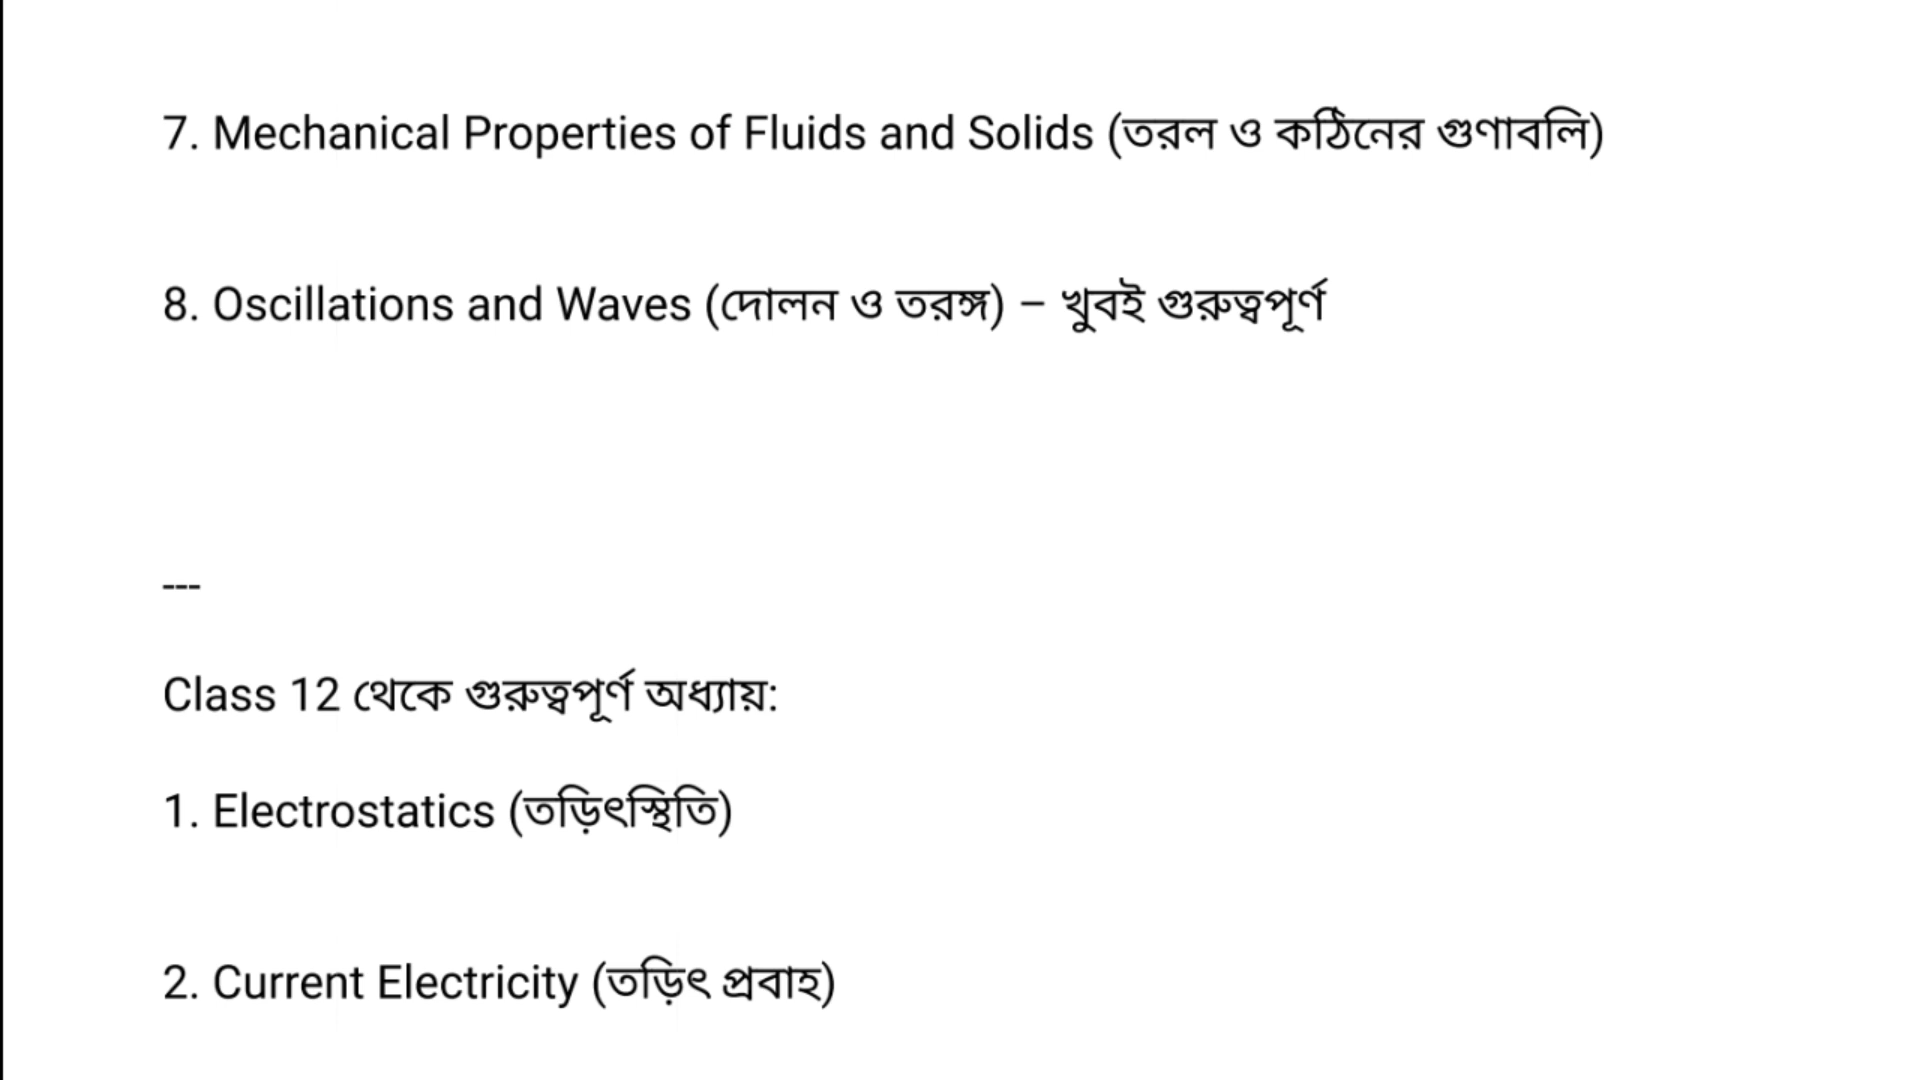 7. Mechanical Properties of Fluids and Solids (তরল ও কঠিনের গুণাবলি)
8. Oscillations and Waves (দোলন ও তরঙ্গ) – খুবই গুরুত্বপূর্ণ
---
Class 12 থেকে গুরুত্বপূর্ণ অধ্যায়:
1. Electrostatics (তড়িৎস্থিতি)
2. Current Electricity (তড়িৎ প্রবাহ)